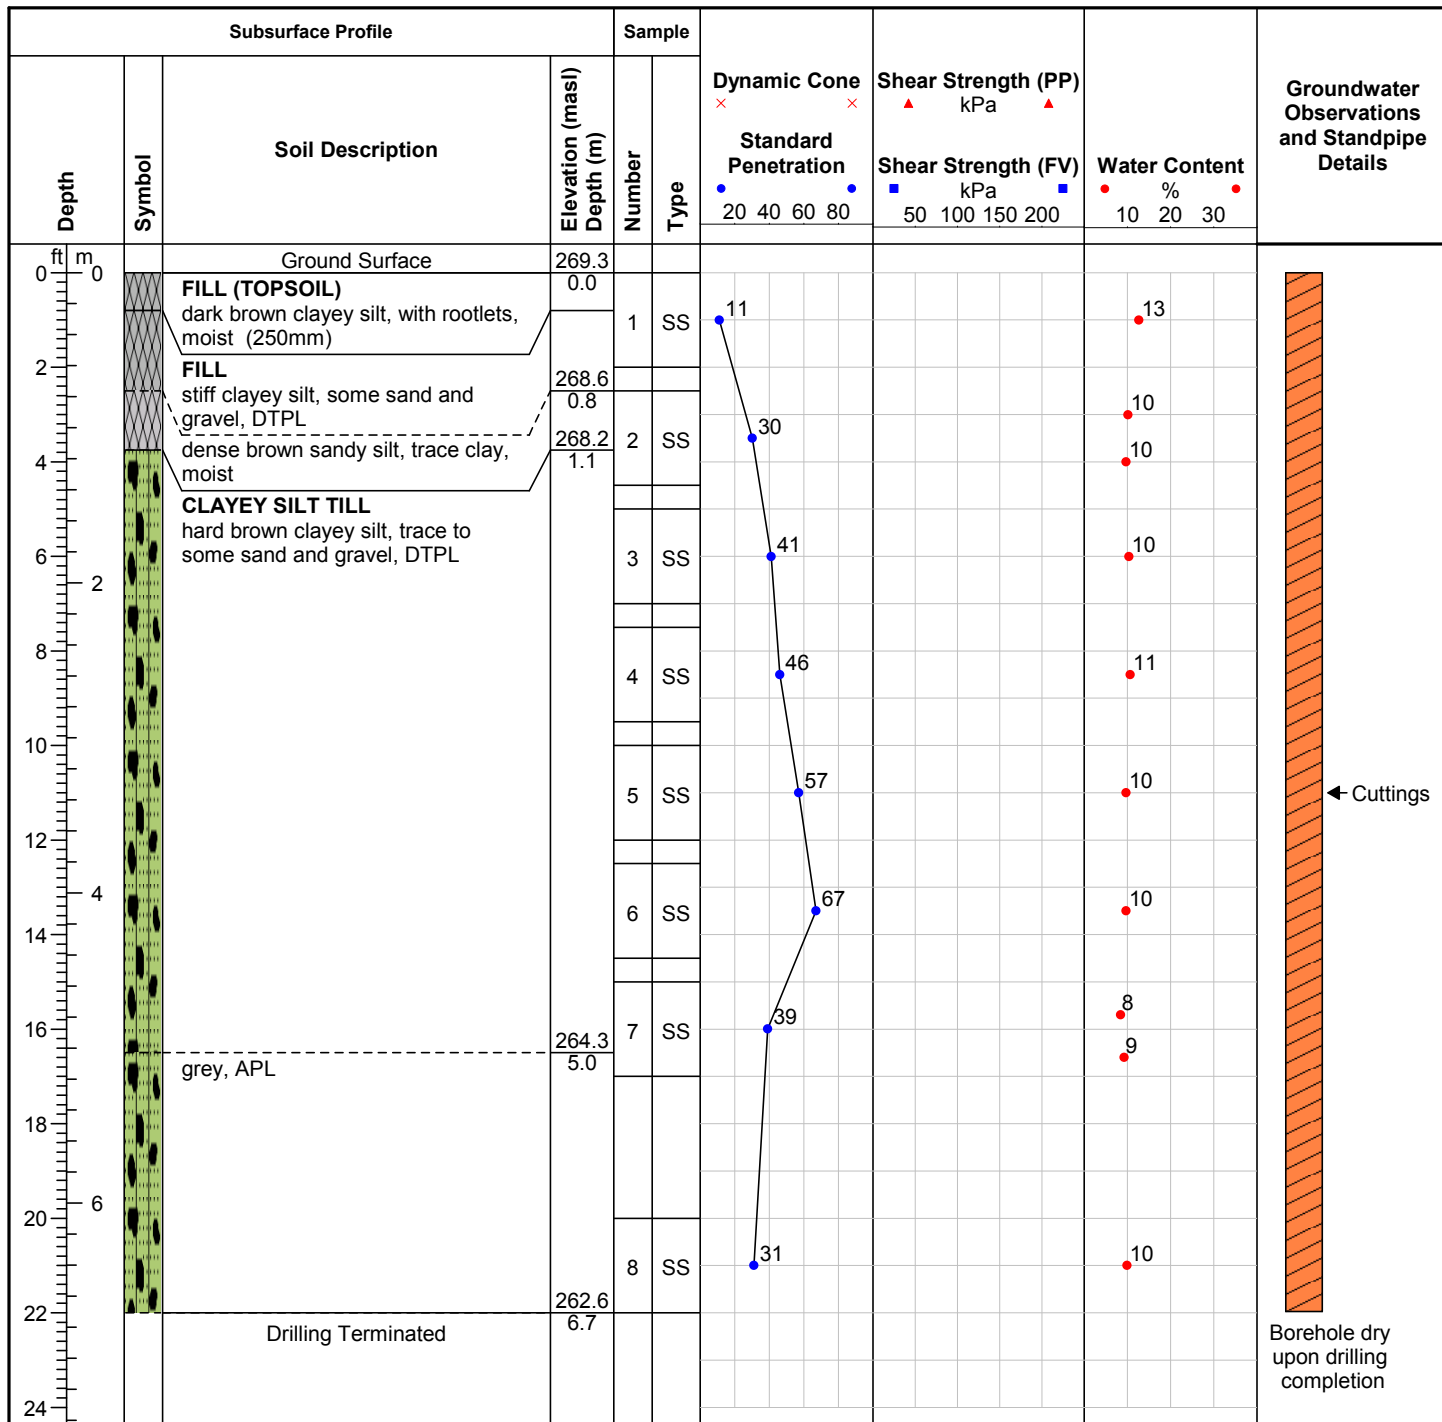 Subsurface Profile
Sample
Depth
Symbol
Soil Description
Elevation (masl)
Depth (m)
Number
Type
Dynamic Cone
Standard
Penetration
20 40 60 80
Shear Strength (PP)
kPa
Shear Strength (FV)
kPa
50 100 150 200
Water Content
%
10 20 30
Groundwater
Observations
and Standpipe
Details
ft m
Ground Surface
269.3
0 0
0.0
FILL (TOPSOIL)
dark brown clayey silt, with rootlets,
moist (250mm)
1 SS
11
13
2
FILL
stiff clayey silt, some sand and
gravel, DTPL
268.6
0.8
10
dense brown sandy silt, trace clay,
moist
268.2
1.1
2 SS
30
10
4
CLAYEY SILT TILL
hard brown clayey silt, trace to
some sand and gravel, DTPL
3 SS
41
10
6
2
8
4 SS
46
11
10
5 SS
57
10
Cuttings
12
4
6 SS
67
10
14
8
16
7 SS
39
9
264.3
5.0
grey, APL
18
6
20
8 SS
31
10
262.6
22
6.7
Drilling Terminated
Borehole dry
upon drilling
completion
24